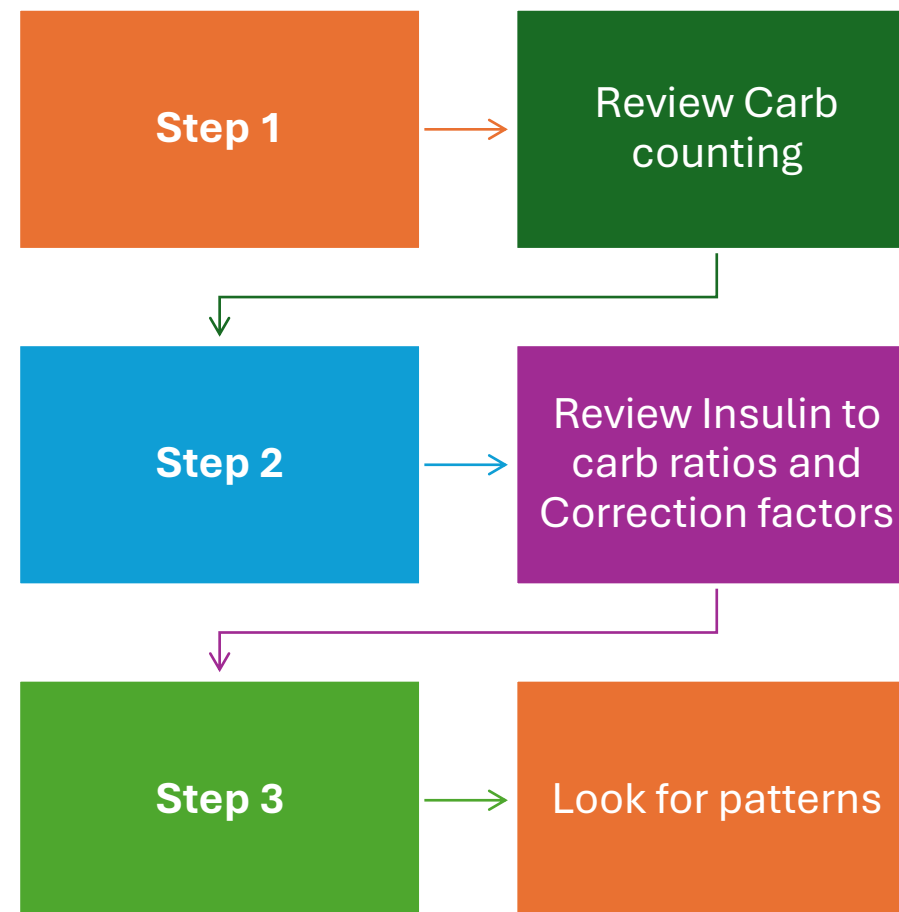 Step 1
Review Carb
counting
Step 2
Review Insulin to
carb ratios and
Correction factors
Step 3
Look for patterns